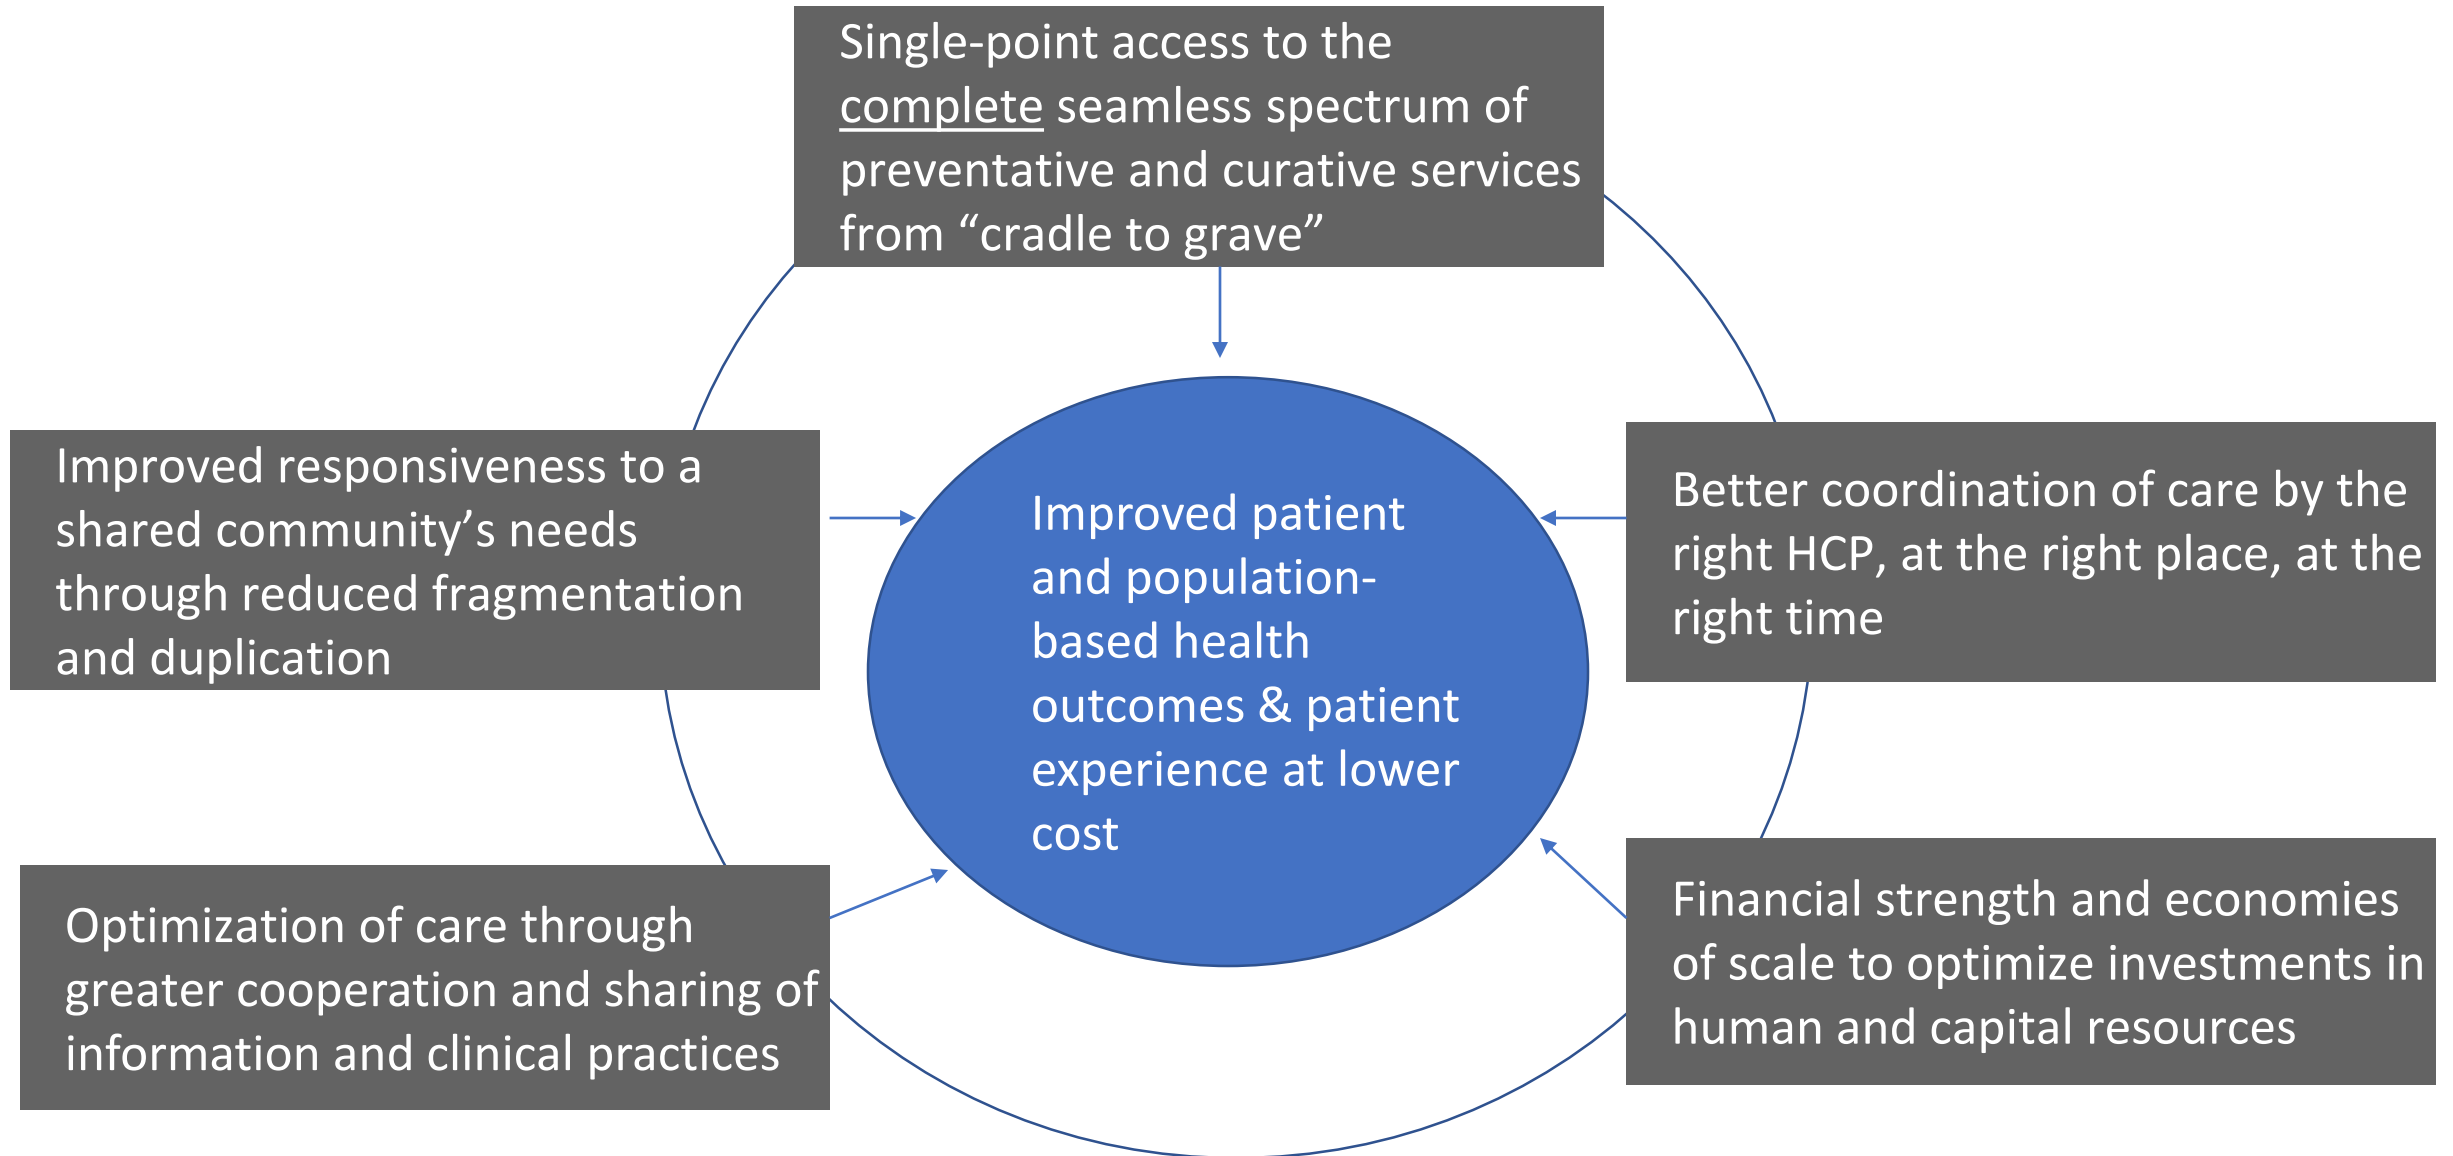 Single-point access to the
complete seamless spectrum of
preventative and curative services
from “cradle to grave”
Improved responsiveness to a
shared community’s needs
through reduced fragmentation
and duplication
Improved patient
and population-
based health
outcomes & patient
experience at lower
cost
Better coordination of care by the
right HCP, at the right place, at the
right time
Optimization of care through
greater cooperation and sharing of
information and clinical practices
Financial strength and economies
of scale to optimize investments in
human and capital resources